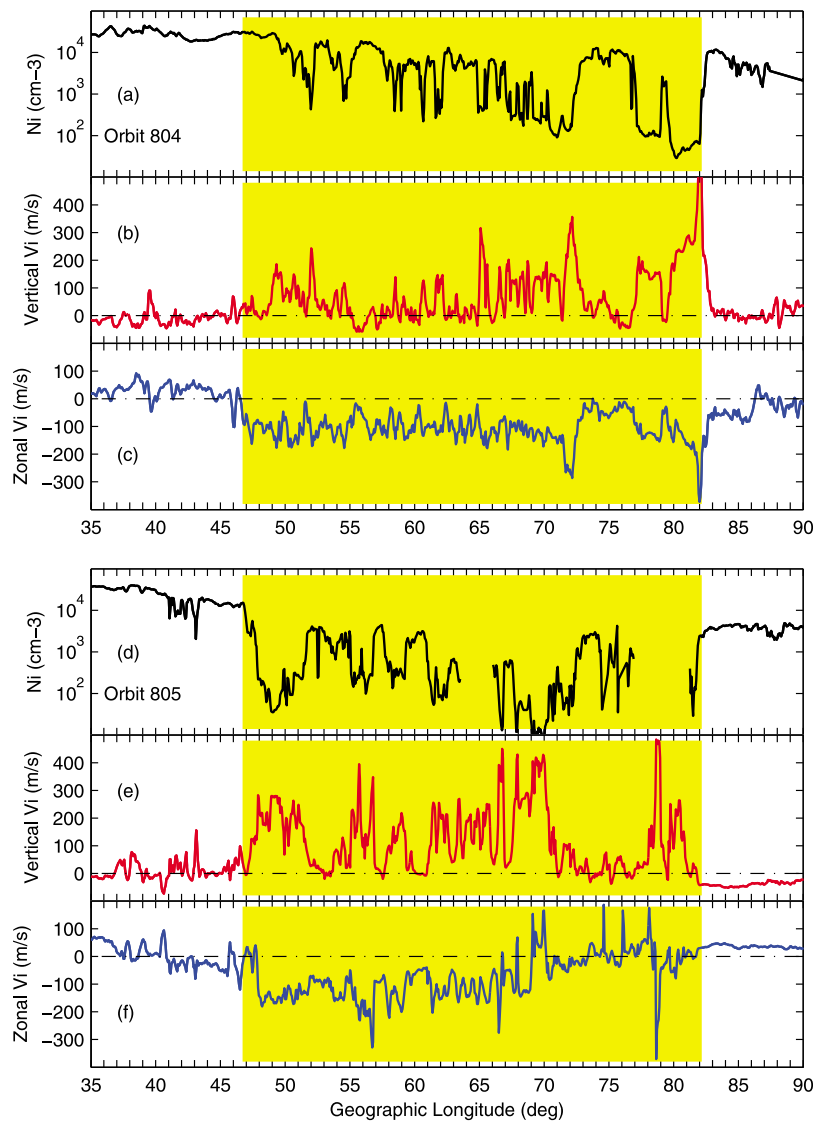 10^4
10^3
10^2
Ni (cm−3)
(a)
Orbit 804
400
300
200
100
0
Vertical Vi (m/s)
(b)
100
0
−100
−200
−300
Zonal Vi (m/s)
(c)
35 40 45 50 55 60 65 70 75 80 85 90
10^4
10^3
10^2
Ni (cm−3)
(d)
Orbit 805
400
300
200
100
0
Vertical Vi (m/s)
(e)
100
0
−100
−200
−300
Zonal Vi (m/s)
(f)
35 40 45 50 55 60 65 70 75 80 85 90
Geographic Longitude (deg)